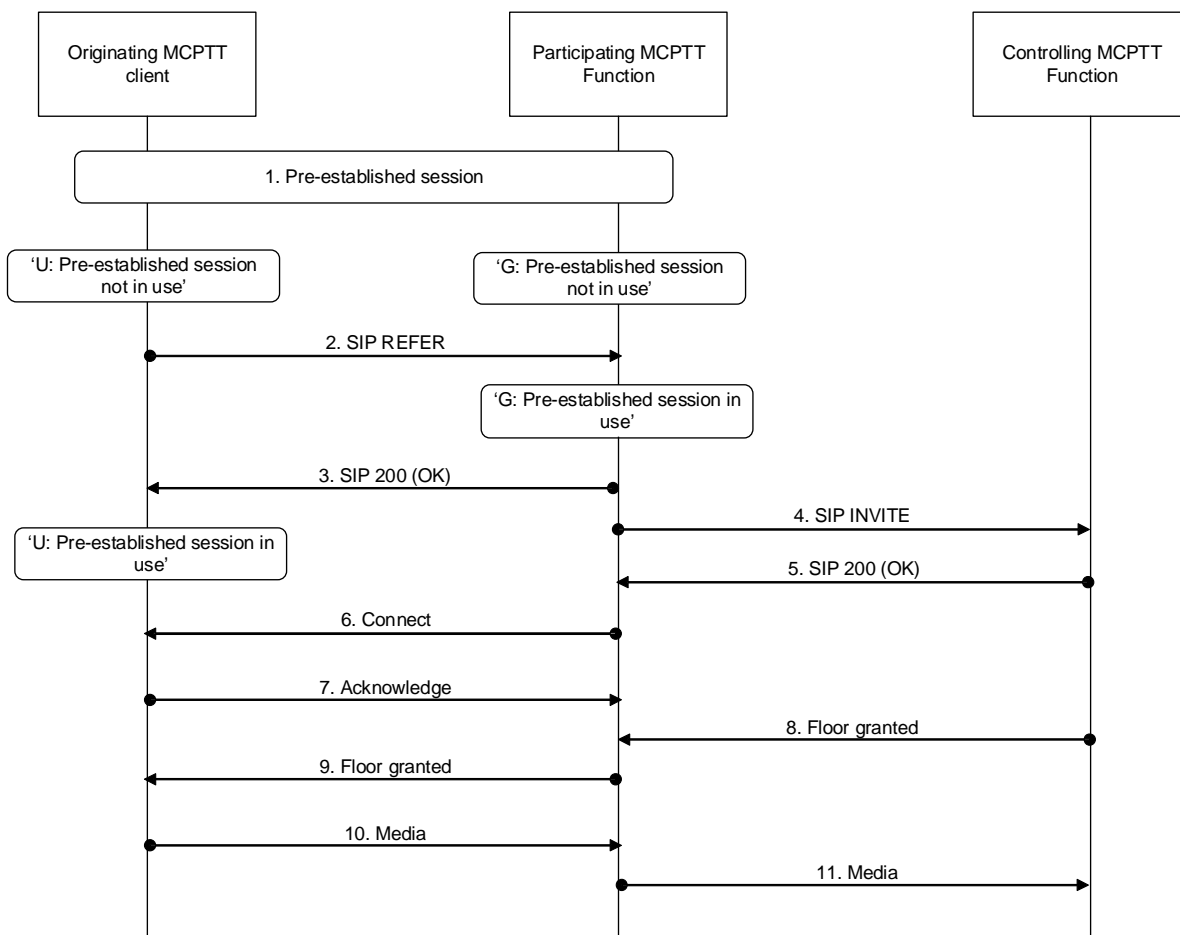 Originating MCPTT
client
Participating MCPTT
Function
Controlling MCPTT
Function
1. Pre-established session
‘U: Pre-established session
not in use’
‘G: Pre-established session
not in use’
2. SIP REFER
‘G: Pre-established session in
use’
3. SIP 200 (OK)
4. SIP INVITE
‘U: Pre-established session in
use’
5. SIP 200 (OK)
6. Connect
7. Acknowledge
8. Floor granted
9. Floor granted
10. Media
11. Media